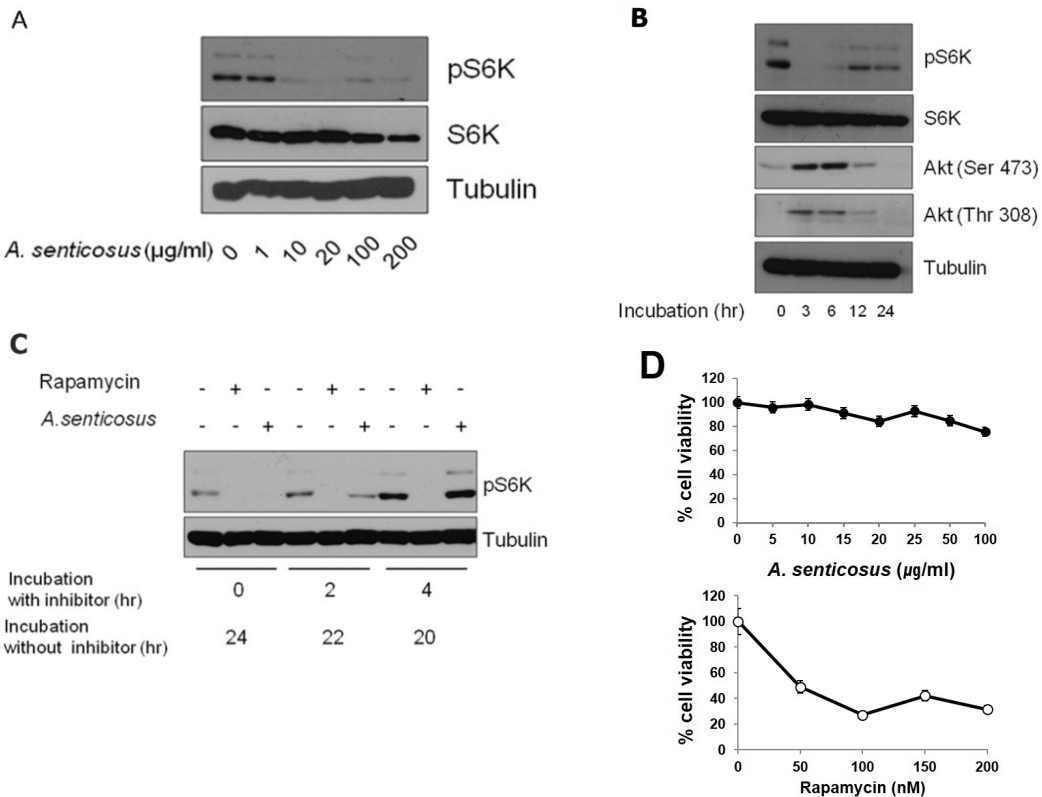 A
pS6K
S6K
Tubulin
A. senticosus (µg/ml) 0 1 10 20 100 200
B
pS6K
S6K
Akt (Ser 473)
Akt (Thr 308)
Tubulin
Incubation (hr) 0 3 6 12 24
C
Rapamycin - + - - + - - + -
A.senticosus - - + - - + - - +
pS6K
Tubulin
Incubation
with inhibitor (hr) 0 2 4
Incubation
without inhibitor (hr) 24 22 20
D
% cell viability
120
100
80
60
40
20
0
0 5 10 15 20 25 50 100
A. senticosus (µg/ml)
% cell viability
120
100
80
60
40
20
0
0 50 100 150 200
Rapamycin (nM)